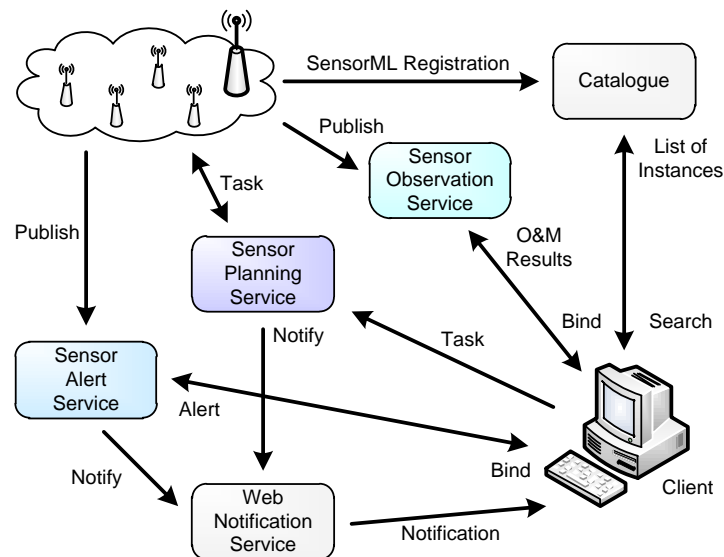 SensorML Registration
Catalogue
Publish
Sensor
Observation
Service
List of
Instances
Task
Publish
Sensor
Planning
Service
O&M
Results
Notify
Task
Bind
Search
Sensor
Alert
Service
Alert
Notify
Bind
Client
Web
Notification
Service
Notification